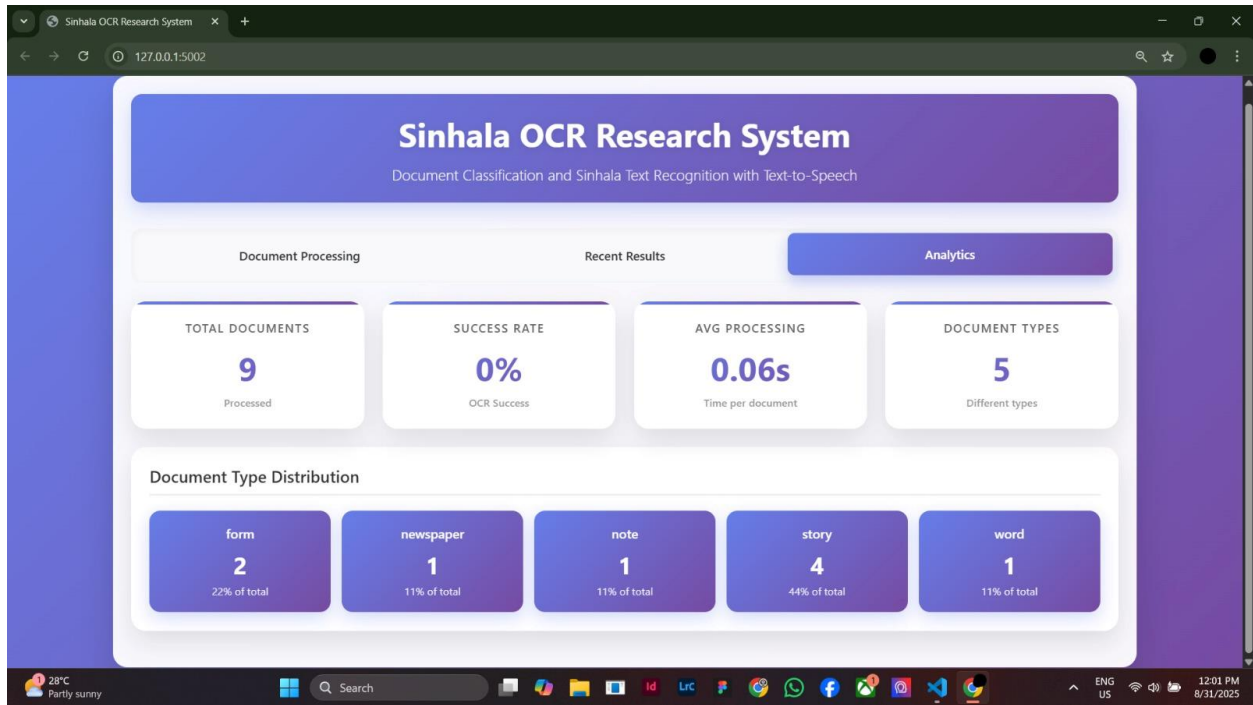 Sinhala OCR Research System
127.0.0.1:5002
Sinhala OCR Research System
Document Classification and Sinhala Text Recognition with Text-to-Speech
Document Processing Recent Results Analytics
TOTAL DOCUMENTS SUCCESS RATE AVG PROCESSING DOCUMENT TYPES
9 0% 0.06s 5
Processed OCR Success Time per document Different types
Document Type Distribution
form newspaper note story word
2 1 1 4 1
22% of total 11% of total 11% of total 44% of total 11% of total
1 28°C Search Id LrC 1 ENG 12:01 PM
Partly sunny US 8/31/2025